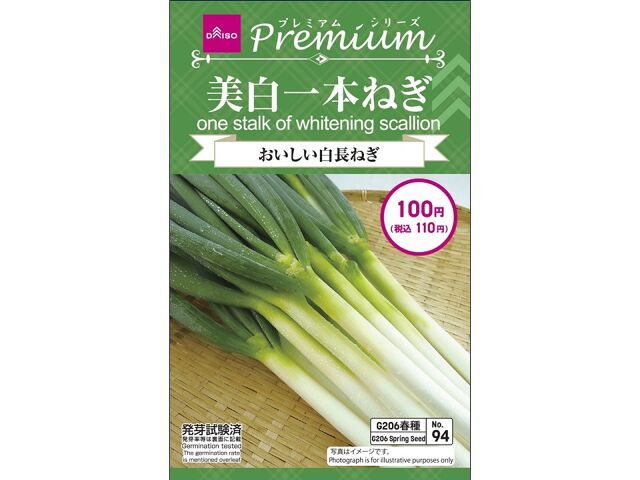 DAISO
プレミアム シリーズ
Premium
美白一本ねぎ
one stalk of whitening scallion
おいしい白長ねぎ
100円
(税込 110円)
発芽試験済
発芽率等は裏面に記載
Germination tested
The germination rate
is mentioned overleaf
G206春種
G206 Spring Seed
No.
94
写真はイメージです。
Photograph is for illustrative purposes only